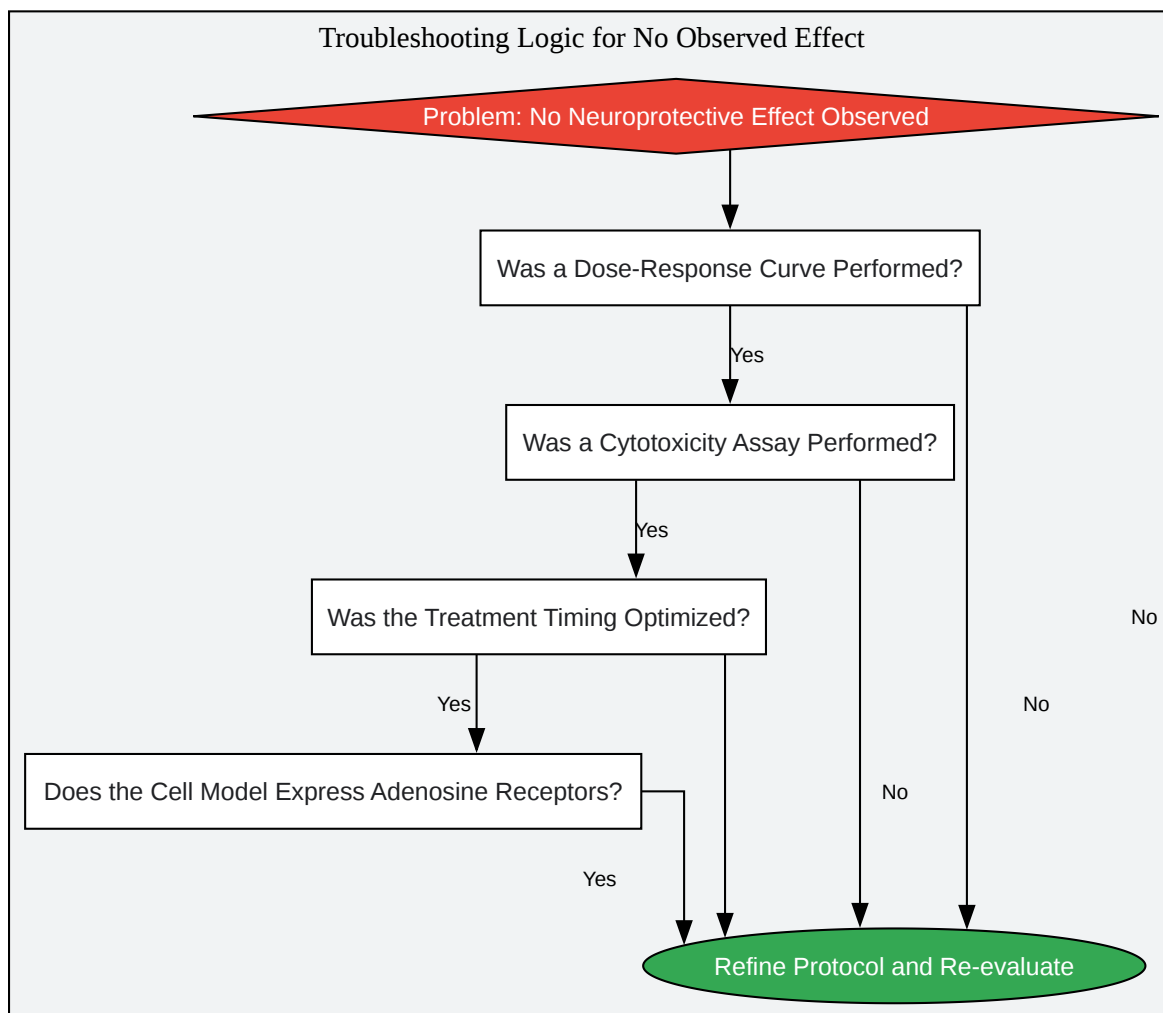 Troubleshooting Logic for No Observed Effect
Problem: No Neuroprotective Effect Observed
Was a Dose-Response Curve Performed?
Yes
Was a Cytotoxicity Assay Performed?
Yes
Was the Treatment Timing Optimized?
No
Yes
No
Does the Cell Model Express Adenosine Receptors?
No
Yes
Refine Protocol and Re-evaluate